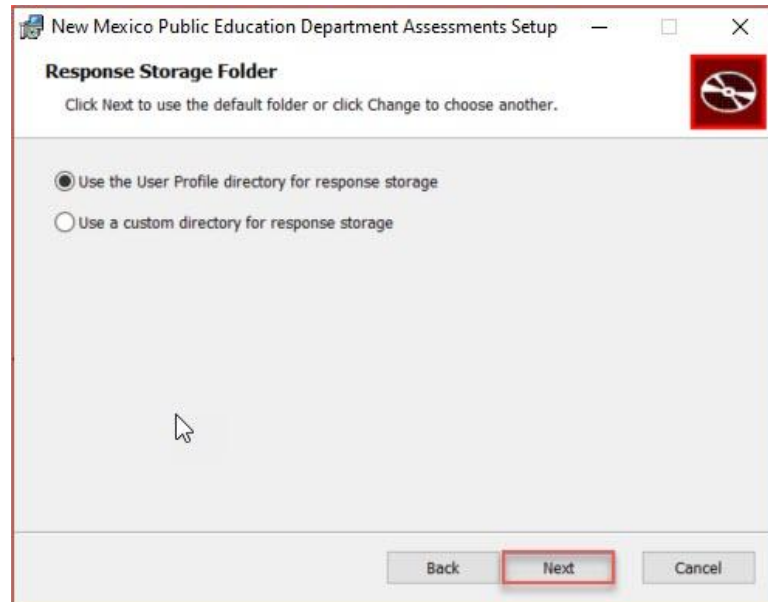 New Mexico Public Education Department Assessments Setup
Response Storage Folder
Click Next to use the default folder or click Change to choose another.
Use the User Profile directory for response storage
Use a custom directory for response storage
Back Next Cancel